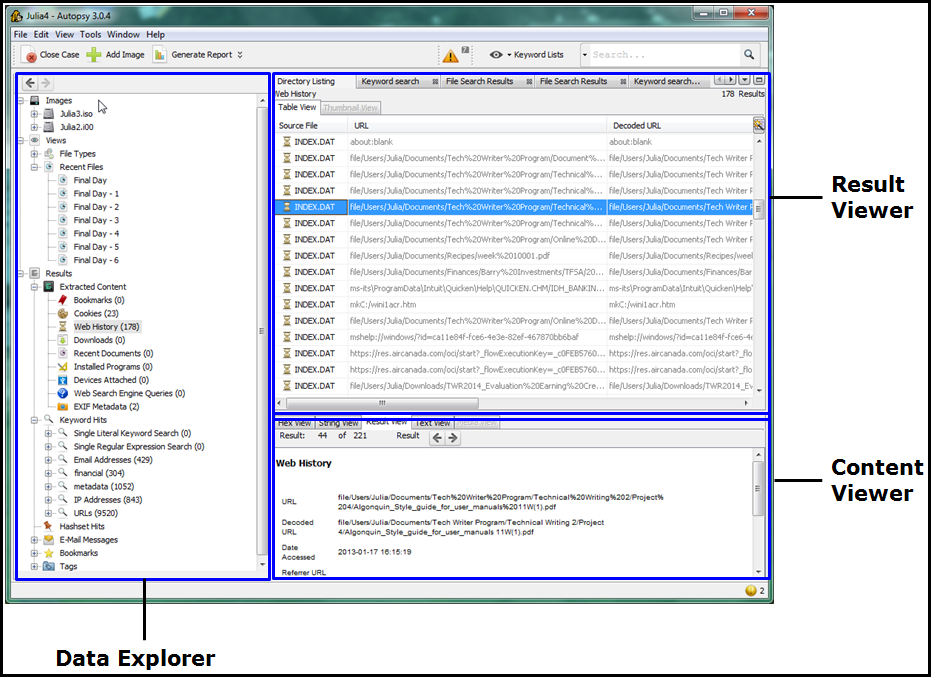 Julia4 - Autopsy 3.0.4
File Edit View Tools Window Help
Close Case Add Image Generate Report Keyword Lists Search...
Images
Julia3.iso
Julia2.i00
Views
File Types
Recent Files
Final Day
Final Day - 1
Final Day - 2
Final Day - 3
Final Day - 4
Final Day - 5
Final Day - 6
Results
Extracted Content
Bookmarks (0)
Cookies (23)
Web History (178)
Downloads (0)
Recent Documents (0)
Installed Programs (0)
Devices Attached (0)
Web Search Engine Queries (0)
EXIF Metadata (2)
Keyword Hits
Single Literal Keyword Search (0)
Single Regular Expression Search (0)
Email Addresses (429)
financial (304)
metadata (1052)
IP Addresses (843)
URLs (9520)
Hashset Hits
E-Mail Messages
Bookmarks
Tags
Directory Listing Keyword search File Search Results File Search Results Keyword search...
Web History 178 Results
Table View Thumbnail View
Source File URL Decoded URL
INDEX.DAT about:blank about:blank
INDEX.DAT file/Users/Julia/Documents/Tech%20Writer%20Program/Document%... file/Users/Julia/Documents/Tech Writer P
INDEX.DAT file/Users/Julia/Documents/Tech%20Writer%20Program/Technical%... file/Users/Julia/Documents/Tech Writer P
INDEX.DAT file/Users/Julia/Documents/Tech%20Writer%20Program/Technical%... file/Users/Julia/Documents/Tech Writer P
INDEX.DAT file/Users/Julia/Documents/Tech%20Writer%20Program/Technical%... file/Users/Julia/Documents/Tech Writer P
INDEX.DAT file/Users/Julia/Documents/Tech%20Writer%20Program/Technical%... file/Users/Julia/Documents/Tech Writer P
INDEX.DAT file/Users/Julia/Documents/Tech%20Writer%20Program/Online%20D... file/Users/Julia/Documents/Tech Writer P
INDEX.DAT file/Users/Julia/Documents/Recipes/week%2010001.pdf file/Users/Julia/Documents/Recipes/week
INDEX.DAT file/Users/Julia/Documents/Finances/Barry%20Investments/TFSA/20... file/Users/Julia/Documents/Finances/Bar
INDEX.DAT ms-its\ProgramData\Intuit\Quicken\Help\QUICKEN.CHM/IDH_BANKIN... ms-its\ProgramData\Intuit\Quicken\Help\
INDEX.DAT mkC:/wini1acr.htm mkC:/wini1acr.htm
INDEX.DAT file/Users/Julia/Documents/Tech%20Writer%20Program/Online%20D... file/Users/Julia/Documents/Tech Writer P
INDEX.DAT mshelp://windows/?id=ca11e84f-fce6-4e3e-82ef-467870bb6baf mshelp://windows/?id=ca11e84f-fce6-4e
INDEX.DAT https://res.aircanada.com/oci/start?_flowExecutionKey=_c0FEB5760... https://res.aircanada.com/oci/start?_flow
INDEX.DAT https://res.aircanada.com/oci/start?_flowExecutionKey=_c0FEB5760... https://res.aircanada.com/oci/start?_flow
INDEX.DAT file/Users/Julia/Downloads/TWR2014_Evaluation%20Earning%20Cre... file/Users/Julia/Downloads/TWR2014_Eva
Hex View String View Result View Text View Media View
Result: 44 of 221 Result
Web History
URL file/Users/Julia/Documents/Tech%20Writer%20Program/Technical%20Writing%202/Project%
204/Algonquin_Style_guide_for_user_manuals%2011W(1).pdf
Decoded URL file/Users/Julia/Documents/Tech Writer Program/Technical Writing 2/Project
4/Algonquin_Style_guide_for_user_manuals 11W(1).pdf
Date Accessed 2013-01-17 16:15:19
Referrer URL
2
Result
Viewer
Content
Viewer
Data Explorer